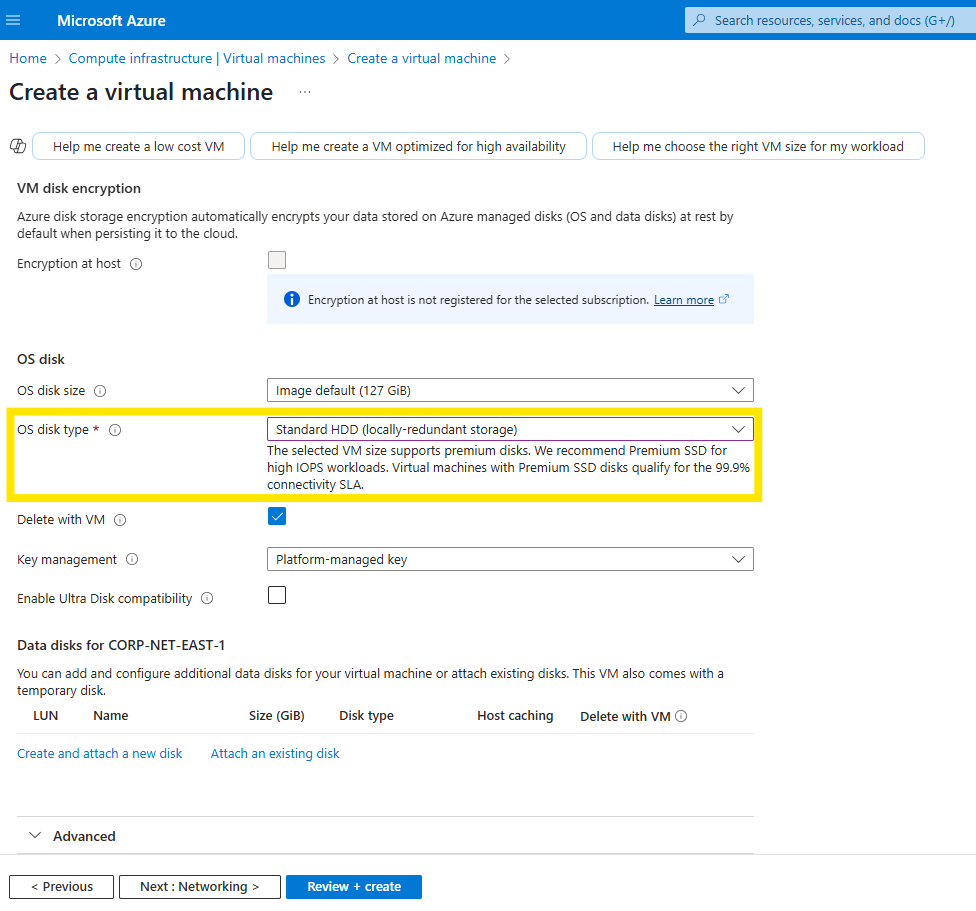 Microsoft Azure
Search resources, services, and docs (G+/)
Home > Compute infrastructure | Virtual machines > Create a virtual machine >
Create a virtual machine ...
Help me create a low cost VM
Help me create a VM optimized for high availability
Help me choose the right VM size for my workload
VM disk encryption
Azure disk storage encryption automatically encrypts your data stored on Azure managed disks (OS and data disks) at rest by
default when persisting it to the cloud.
Encryption at host
Encryption at host is not registered for the selected subscription. Learn more
OS disk
OS disk size
Image default (127 GiB)
OS disk type *
Standard HDD (locally-redundant storage)
The selected VM size supports premium disks. We recommend Premium SSD for
high IOPS workloads. Virtual machines with Premium SSD disks qualify for the 99.9%
connectivity SLA.
Delete with VM
Key management
Platform-managed key
Enable Ultra Disk compatibility
Data disks for CORP-NET-EAST-1
You can add and configure additional data disks for your virtual machine or attach existing disks. This VM also comes with a
temporary disk.
LUN Name Size (GiB) Disk type Host caching Delete with VM
Create and attach a new disk
Attach an existing disk
Advanced
< Previous
Next : Networking >
Review + create